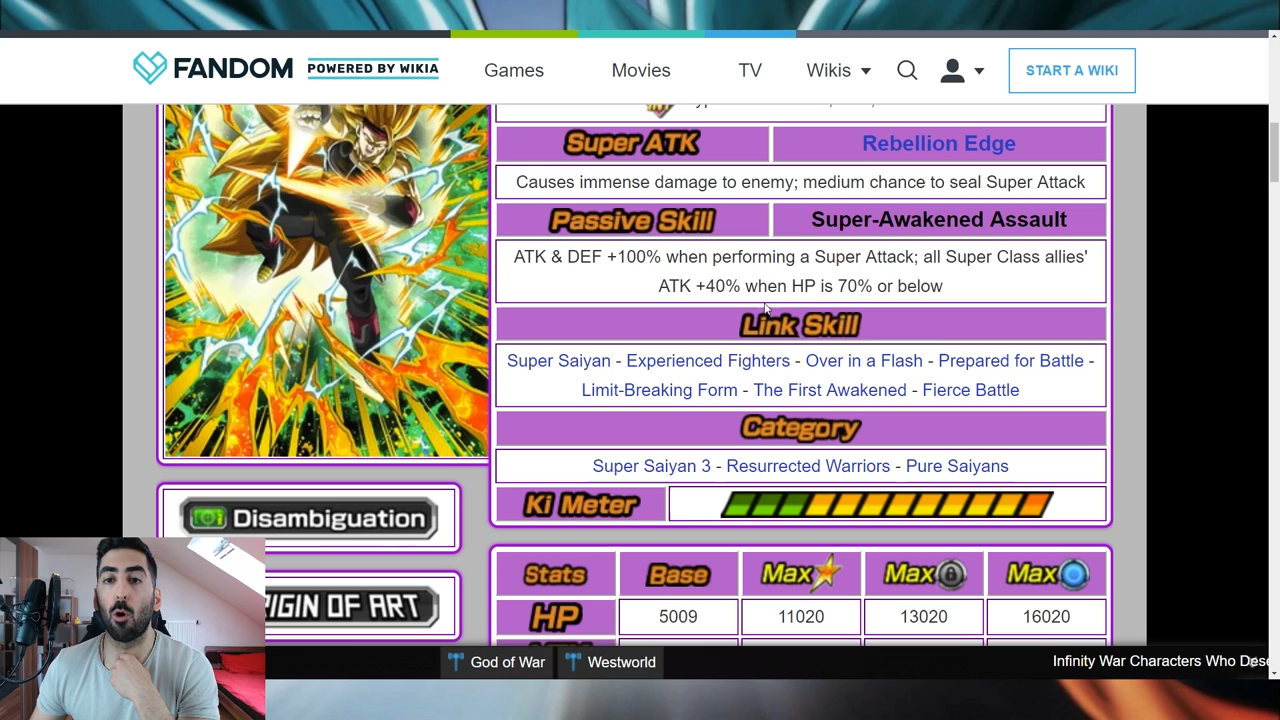 FANDOM
POWERED BY WIKIA
Games
Movies
TV
Wikis
START A WIKI
Super ATK
Rebellion Edge
Causes immense damage to enemy; medium chance to seal Super Attack
Passive Skill
Super-Awakened Assault
ATK & DEF +100% when performing a Super Attack; all Super Class allies'
ATK +40% when HP is 70% or below
Link Skill
Super Saiyan - Experienced Fighters - Over in a Flash - Prepared for Battle -
Limit-Breaking Form - The First Awakened - Fierce Battle
Category
Super Saiyan 3 - Resurrected Warriors - Pure Saiyans
Ki Meter
Disambiguation
Stats
Base
Max
Max
Max
RIGIN OF ART
HP
5009
11020
13020
16020
God of War
Westworld
Infinity War Characters Who Dese